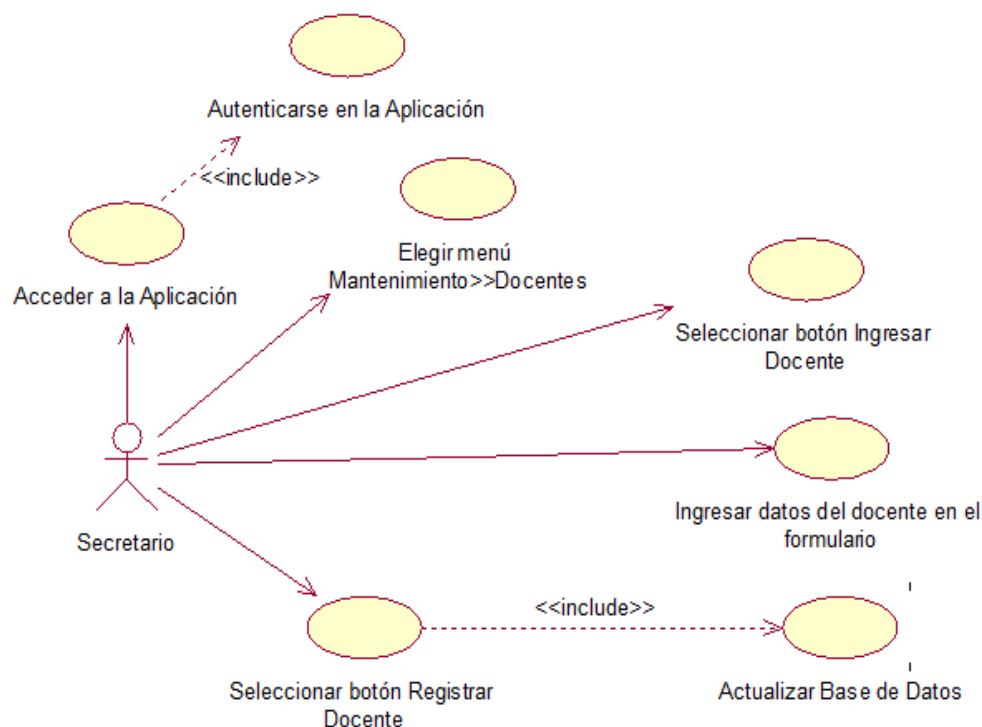 Autenticarse en la Aplicación
<<include>>
Elegir menú
Mantenimiento>>Docentes
Acceder a la Aplicación
Seleccionar botón Ingresar
Docente
Ingresar datos del docente en el
formulario
Secretario
<<include>>
Seleccionar botón Registrar
Docente
Actualizar Base de Datos